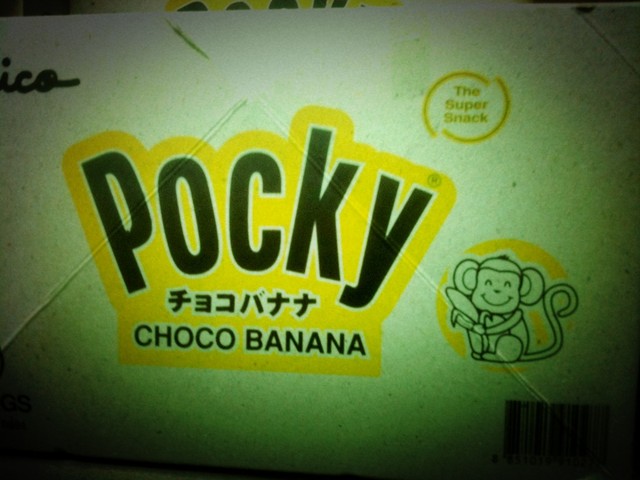 ico
The
Super
Snack
Pocky®
チョコバナナ
CHOCO BANANA
GS